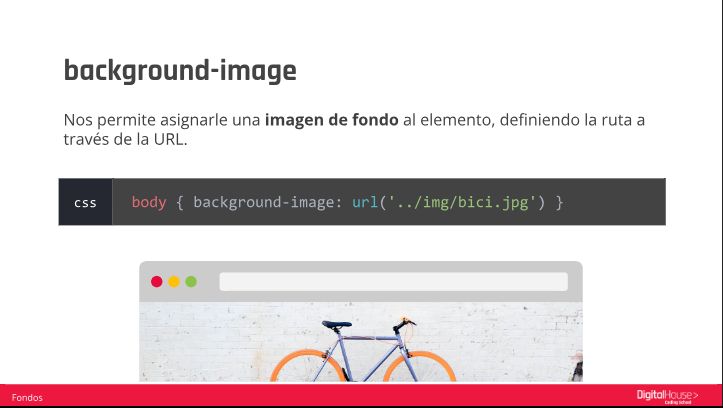 background-image
Nos permite asignarle una imagen de fondo al elemento, definiendo la ruta a
través de la URL.
css
body { background-image: url('../img/bici.jpg') }
Fondos
DigitalHouse>
Coding School